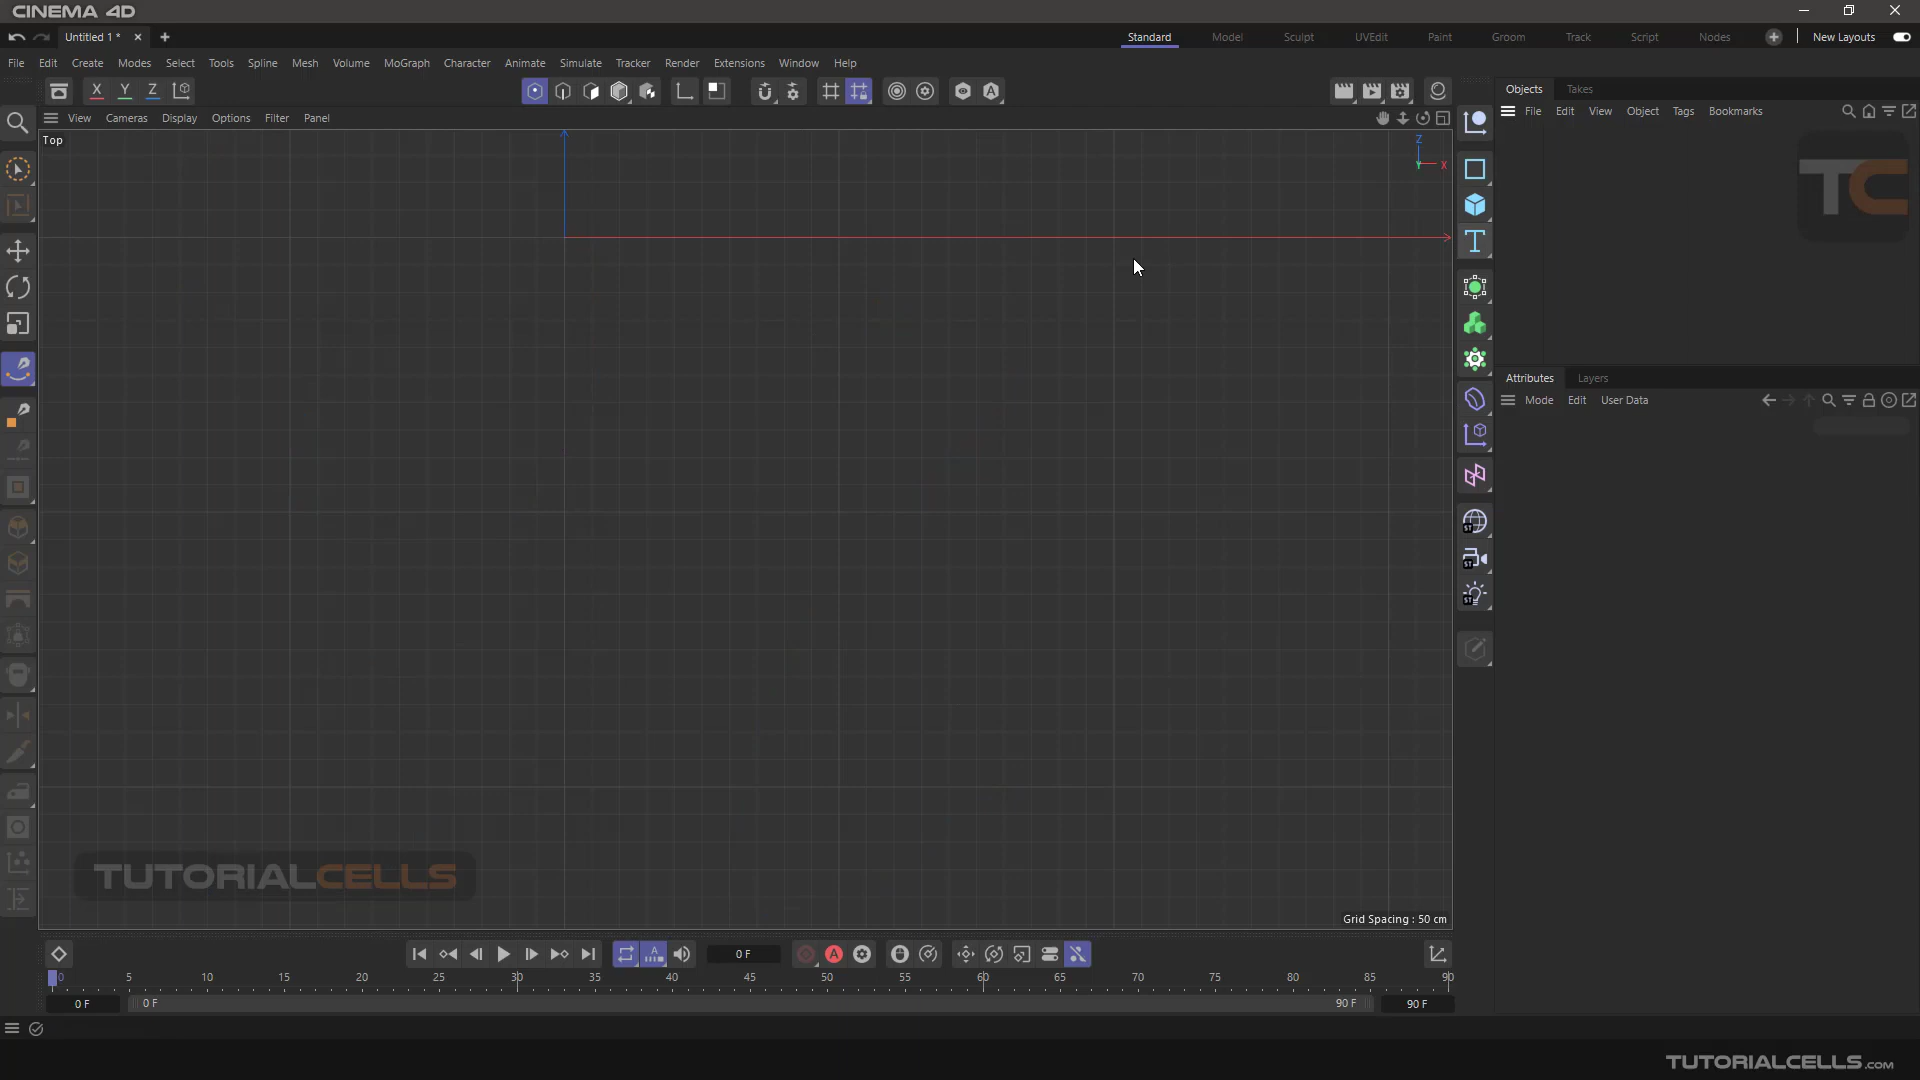 CINEMA 4D
Untitled 1 *
Standard
Model
Sculpt
UVEdit
Paint
Groom
Track
Script
Nodes
New Layouts
File Edit Create Modes Select Tools Spline Mesh Volume MoGraph Character Animate Simulate Tracker Render Extensions Window Help
X Y Z
Objects Takes
File Edit View Object Tags Bookmarks
View Cameras Display Options Filter Panel
Top
Z
Y X
TC
Attributes Layers
Mode Edit User Data
ST
ST
ST
TUTORIALCELLS
Grid Spacing : 50 cm
A
0 F
A
0 5 10 15 20 25 30 35 40 45 50 55 60 65 70 75 80 85 90
0 F
0 F
90 F
90 F
TUTORIALCELLS.com